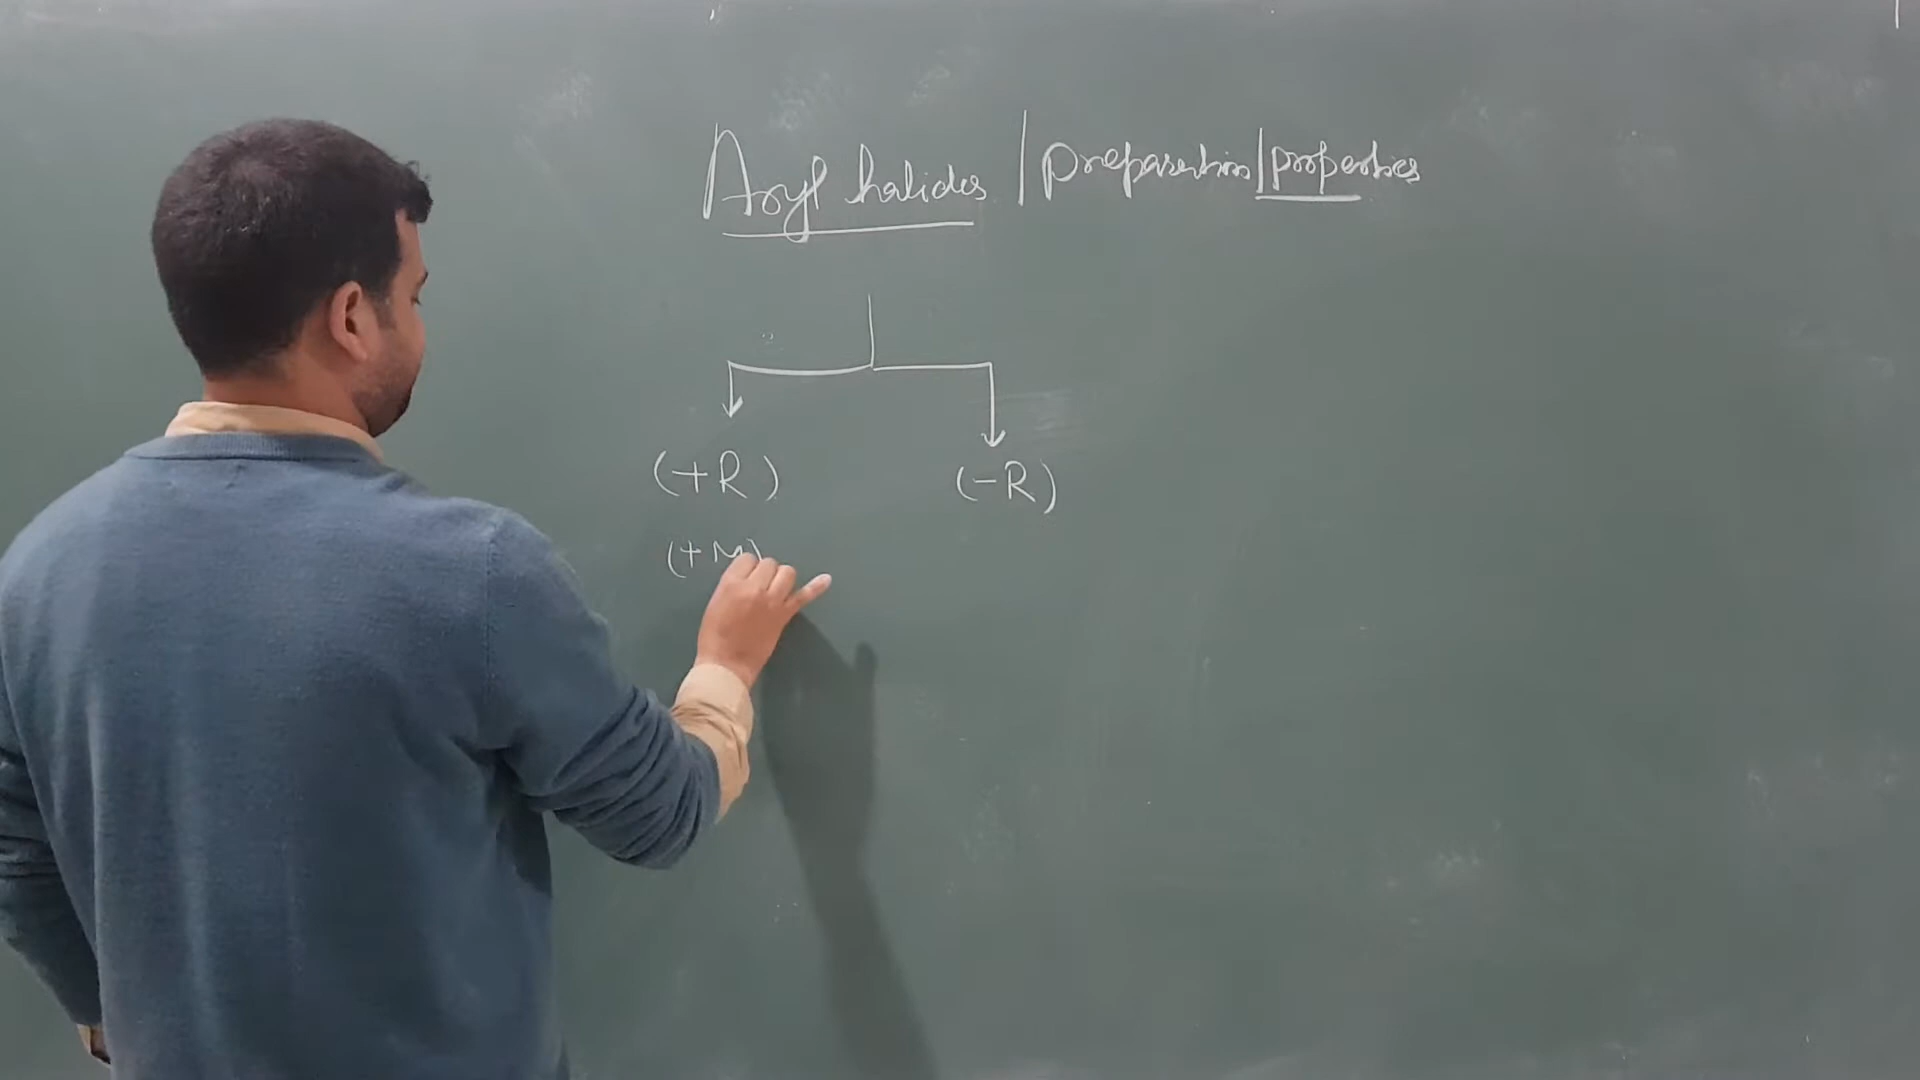 Aryl halides | preparation | properties
(+R) (-R)
(+M)